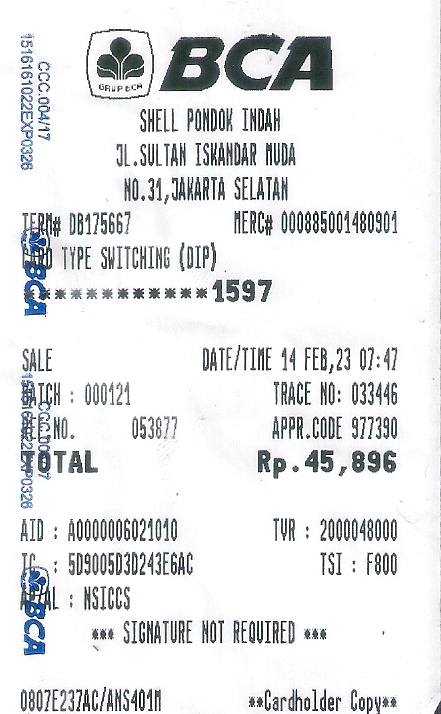 GRUP BCA
BCA
SHELL PONDOK INDAH
JL.SULTAN ISKANDAR MUDA
NO.31,JAKARTA SELATAN
TERM# DB175667 MERC# 000885001480901
CARD TYPE SWITCHING (DIP)
************1597
SALE DATE/TIME 14 FEB,23 07:47
BATCH : 000121 TRACE NO: 033446
REF NO. 053877 APPR.CODE 977390
TOTAL Rp.45,896
AID : A0000006021010 TVR : 2000048000
TC : 5D9005D3D243E6AC TSI : F800
AP/AL : NSICCS
*** SIGNATURE NOT REQUIRED ***
0807E237AC/ANS401M **Cardholder Copy**
CCC.004/17
1516161022EXP0326
BCA
BCA